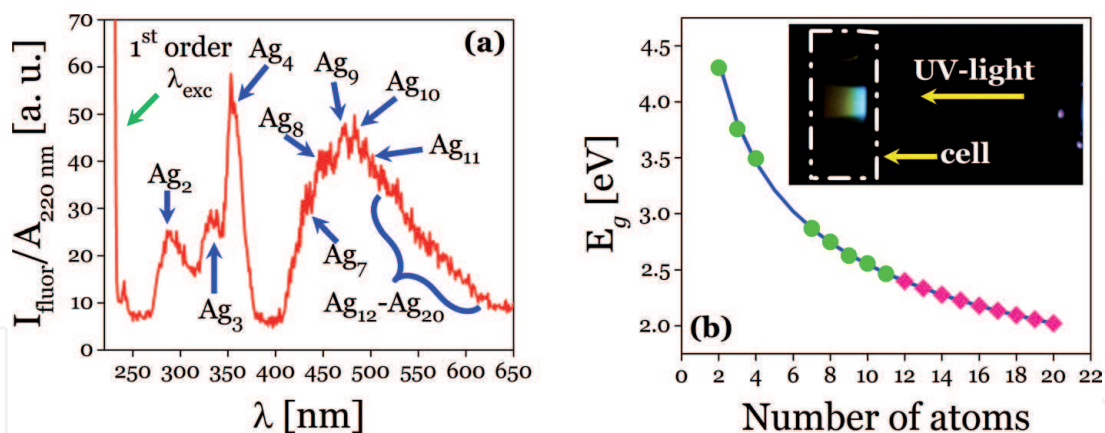 (a)
1st order
λexc
Ag4
Ag9
Ag10
Ag8
Ag11
Ag2
Ag3
Ag7
Ag12-Ag20
70
60
50
40
30
20
10
0
250 300 350 400 450 500 550 600 650
λ [nm]
Ifluor/A220 nm [a. u.]
(b)
UV-light
cell
4.5
4.0
3.5
3.0
2.5
2.0
0 2 4 6 8 10 12 14 16 18 20 22
Number of atoms
Eg [eV]